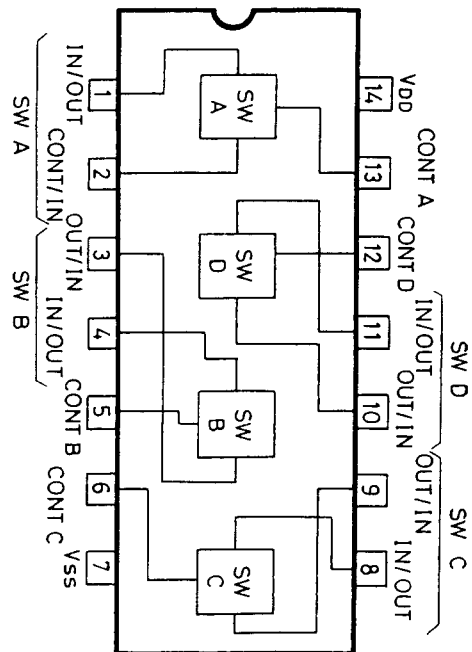 VDD
CONT A
CONT D
IN/OUT
OUT/IN
SW D
OUT/IN
IN/OUT
SW C
14
13
12
11
10
9
8
SW A
SW D
SW B
SW C
1
2
3
4
5
6
7
IN/OUT
CONT/IN
SW A
OUT/IN
IN/OUT
SW B
CONT B
CONT C
VSS